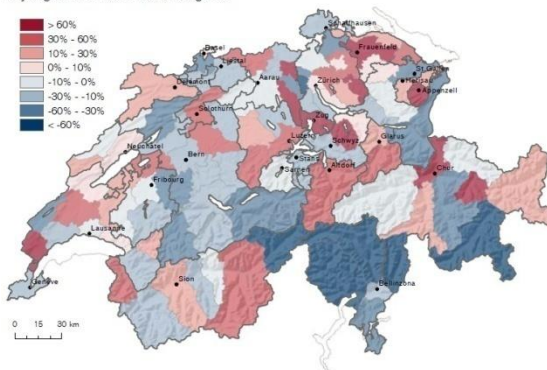 > 60%
30% - 60%
10% - 30%
0% - 10%
-10% - 0%
-30% - -10%
-60% - -30%
< -60%
Schaffhausen
Basel
Liestal
Frauenfeld
Delémont
Aarau
Zürich
St.Gallen
Herisau
Appenzell
Solothurn
Zug
Neuchâtel
Luzern
Schwyz
Glarus
Bern
Stans
Sarnen
Altdorf
Chur
Fribourg
Lausanne
Sion
Genève
Bellinzona
0 15 30 km